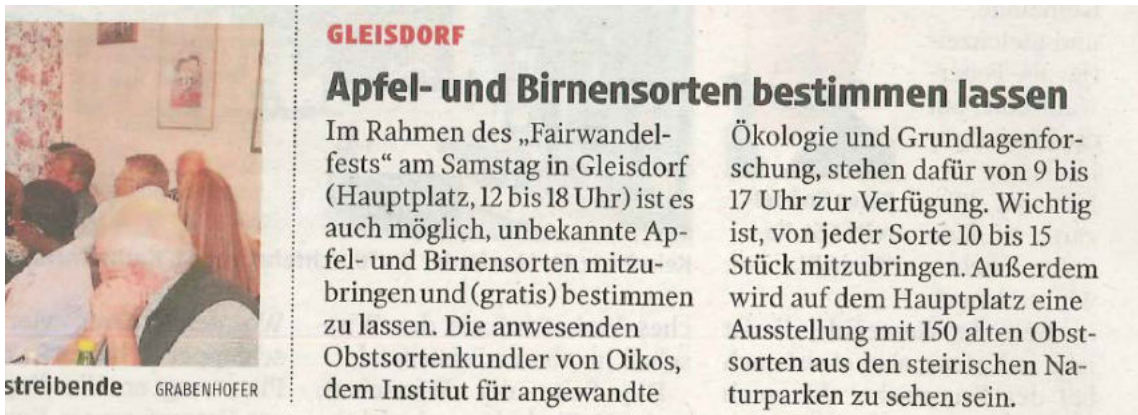 GLEISDORF
Apfel- und Birnensorten bestimmen lassen
Im Rahmen des „Fairwandel-
fests“ am Samstag in Gleisdorf
(Hauptplatz, 12 bis 18 Uhr) ist es
auch möglich, unbekannte Ap-
fel- und Birnensorten mitzu-
bringen und (gratis) bestimmen
zu lassen. Die anwesenden
Obstsortenkundler von Oikos,
dem Institut für angewandte
Ökologie und Grundlagenfor-
schung, stehen dafür von 9 bis
17 Uhr zur Verfügung. Wichtig
ist, von jeder Sorte 10 bis 15
Stück mitzubringen. Außerdem
wird auf dem Hauptplatz eine
Ausstellung mit 150 alten Obst-
sorten aus den steirischen Na-
turparken zu sehen sein.
streibende GRABENHOFER